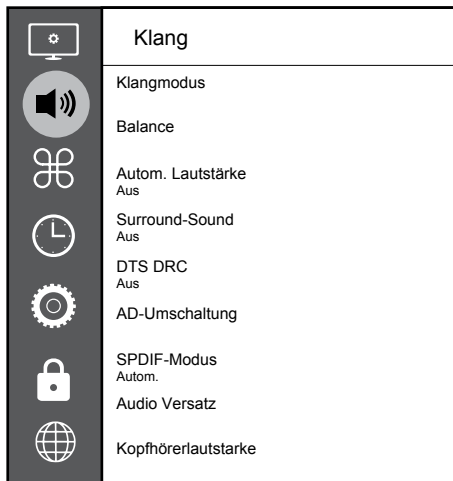 Klang
Klangmodus
Balance
Autom. Lautstärke
Aus
Surround-Sound
Aus
DTS DRC
Aus
AD-Umschaltung
SPDIF-Modus
Autom.
Audio Versatz
Kopfhörerlautstarke